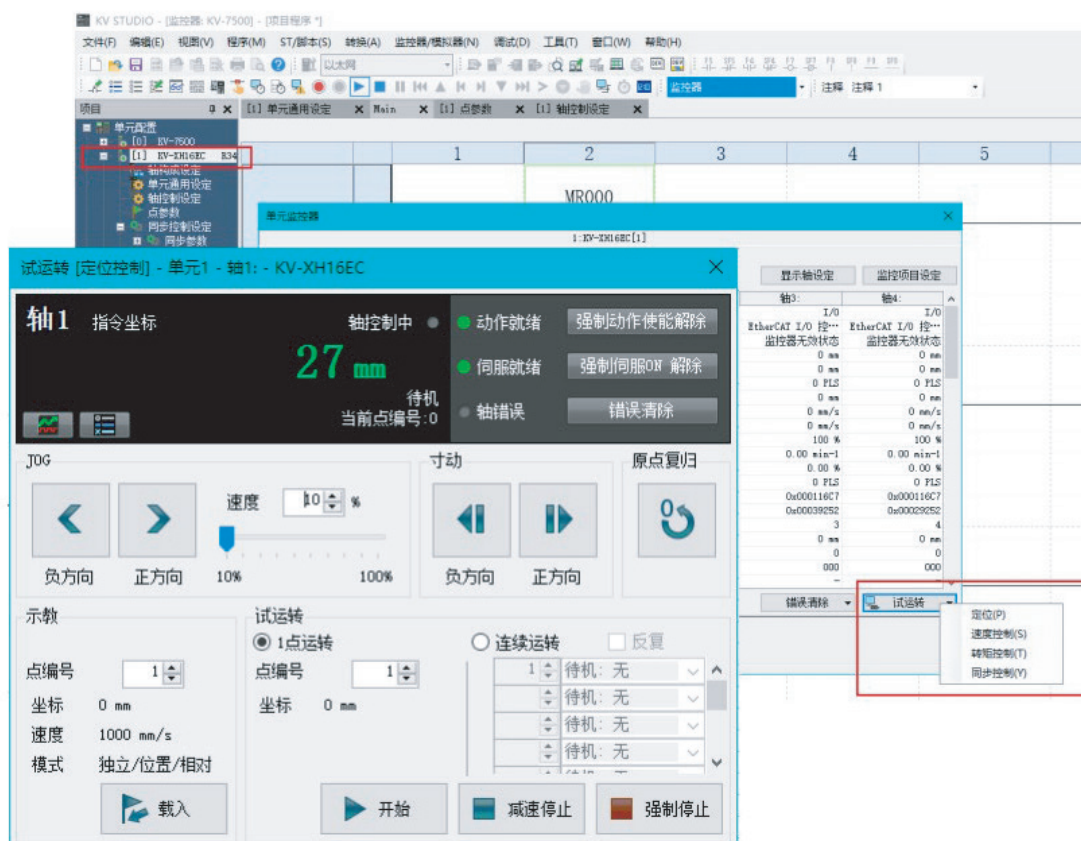 KV STUDIO - [监控器: KV-7500] - [项目程序 *]
文件(F) 编辑(E) 视图(V) 程序(M) ST/脚本(S) 转换(A) 监控器/模拟器(N) 调试(D) 工具(T) 窗口(W) 帮助(H)
以太网
监控器 注释 注释 1
项目 [1] 单元通用设定 Main [1] 点参数 [1] 轴控制设定
单元配置
[0] KV-7500
[1] KV-XH16EC R34
轴构成设定
单元通用设定
轴控制设定
点参数
同步控制设定
同步参数
1 2 3 4 5
MR000
单元监控器
1:KV-XH16EC[1]
显示轴设定 监控项目设定
轴3: 轴4:
I/O I/O
EtherCAT I/O 控… EtherCAT I/O 控…
监控器无效状态 监控器无效状态
0 mm 0 mm
0 mm 0 mm
0 PLS 0 PLS
0 mm 0 mm
0 mm/s 0 mm/s
0 mm/s 0 mm/s
100 % 100 %
0.00 min-1 0.00 min-1
0.00 % 0.00 %
0 PLS 0 PLS
0x000116C7 0x000116C7
0x00039252 0x00029252
3 4
0 mm 0 mm
0 0
000 000
错误清除 试运转
定位(P)
速度控制(S)
转矩控制(T)
同步控制(Y)
试运转 [定位控制] - 单元1 - 轴1: - KV-XH16EC
轴1 指令坐标 轴控制中 动作就绪 强制动作使能解除
27 mm
伺服就绪 强制伺服ON 解除
待机
当前点编号:0 轴错误 错误清除
JOG 寸动 原点复归
速度 10 %
负方向 正方向 10% 100% 负方向 正方向
示教 试运转
1点运转 连续运转 反复
点编号 1 点编号 1 1 待机: 无
坐标 0 mm 坐标 0 mm 待机: 无
速度 1000 mm/s 待机: 无
模式 独立/位置/相对 待机: 无
载入 开始 减速停止 强制停止